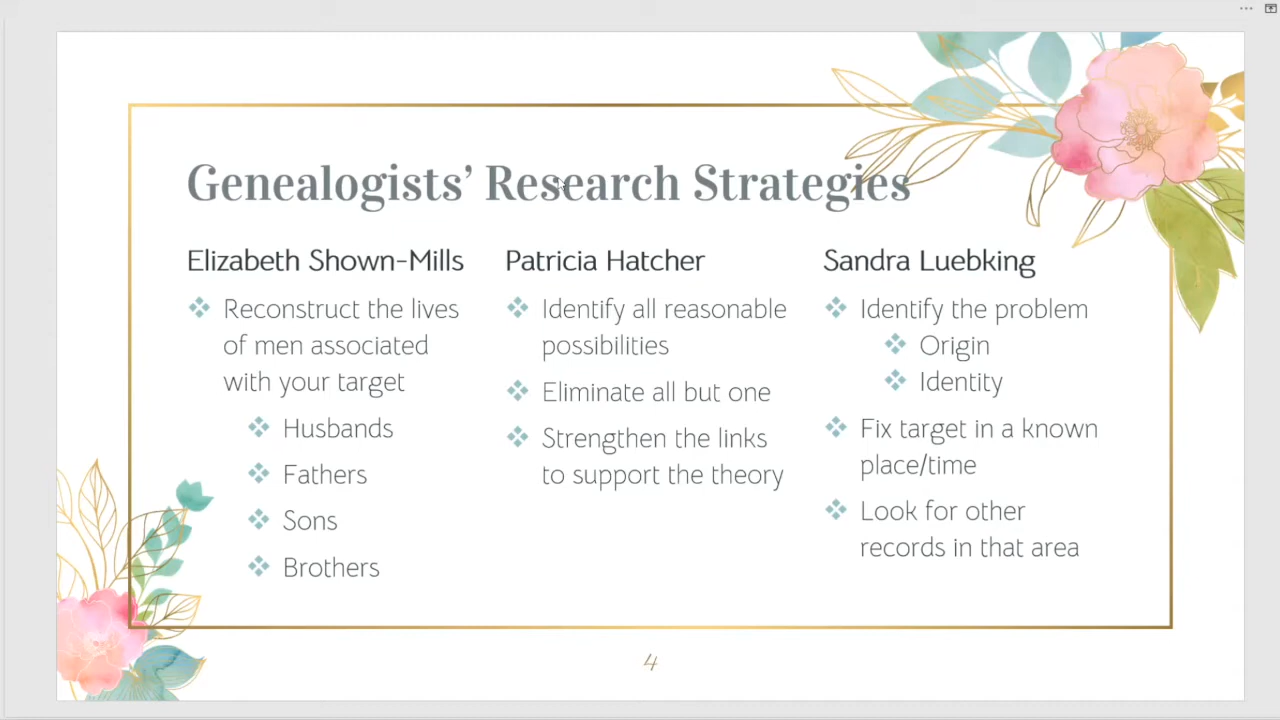 Genealogists’ Research Strategies
Elizabeth Shown-Mills
Reconstruct the lives
of men associated
with your target
Husbands
Fathers
Sons
Brothers
Patricia Hatcher
Identify all reasonable
possibilities
Eliminate all but one
Strengthen the links
to support the theory
Sandra Luebking
Identify the problem
Origin
Identity
Fix target in a known
place/time
Look for other
records in that area
4